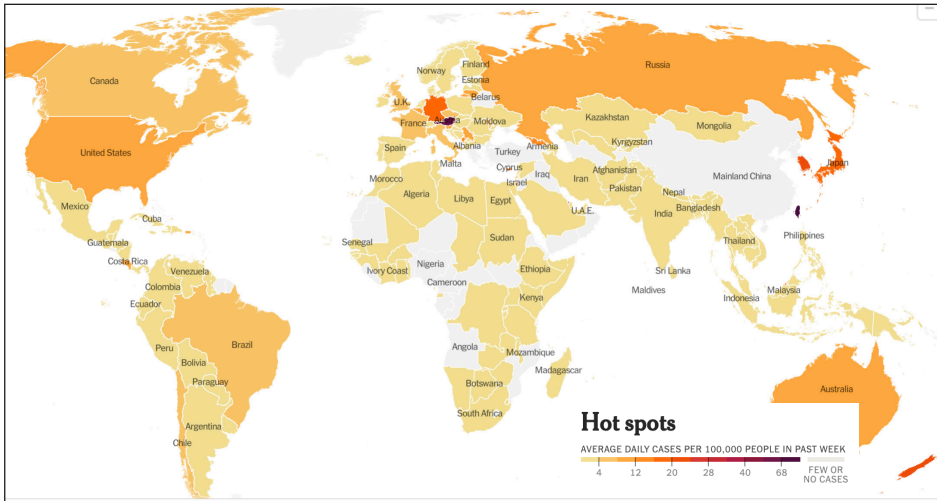 Canada
United States
Mexico
Cuba
Guatemala
Costa Rica
Venezuela
Colombia
Ecuador
Peru
Brazil
Bolivia
Paraguay
Argentina
Chile
Norway
Finland
Estonia
U.K.
Belarus
France
Moldova
Spain
Albania
Malta
Turkey
Cyprus
Armenia
Israel
Iraq
Iran
Russia
Kazakhstan
Mongolia
Kyrgyzstan
Afghanistan
Pakistan
Nepal
Mainland China
Japan
India
Bangladesh
U.A.E.
Morocco
Algeria
Libya
Egypt
Sudan
Senegal
Ivory Coast
Nigeria
Cameroon
Ethiopia
Kenya
Angola
Mozambique
Madagascar
Botswana
South Africa
Sri Lanka
Maldives
Thailand
Philippines
Malaysia
Indonesia
Australia
Hot spots
AVERAGE DAILY CASES PER 100,000 PEOPLE IN PAST WEEK
4 12 20 28 40 68
FEW OR
NO CASES